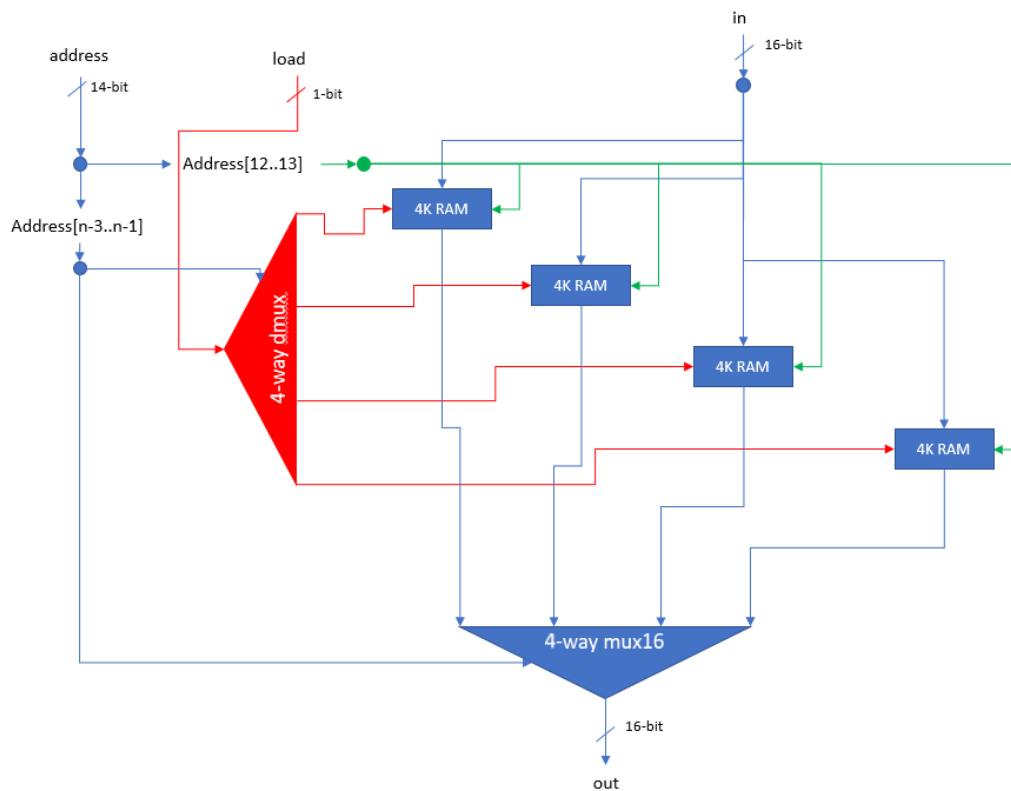 in
address
load
16-bit
14-bit
1-bit
Address[12..13]
4K RAM
Address[n-3..n-1]
4K RAM
4-way dmux
4K RAM
4K RAM
4-way mux16
16-bit
out